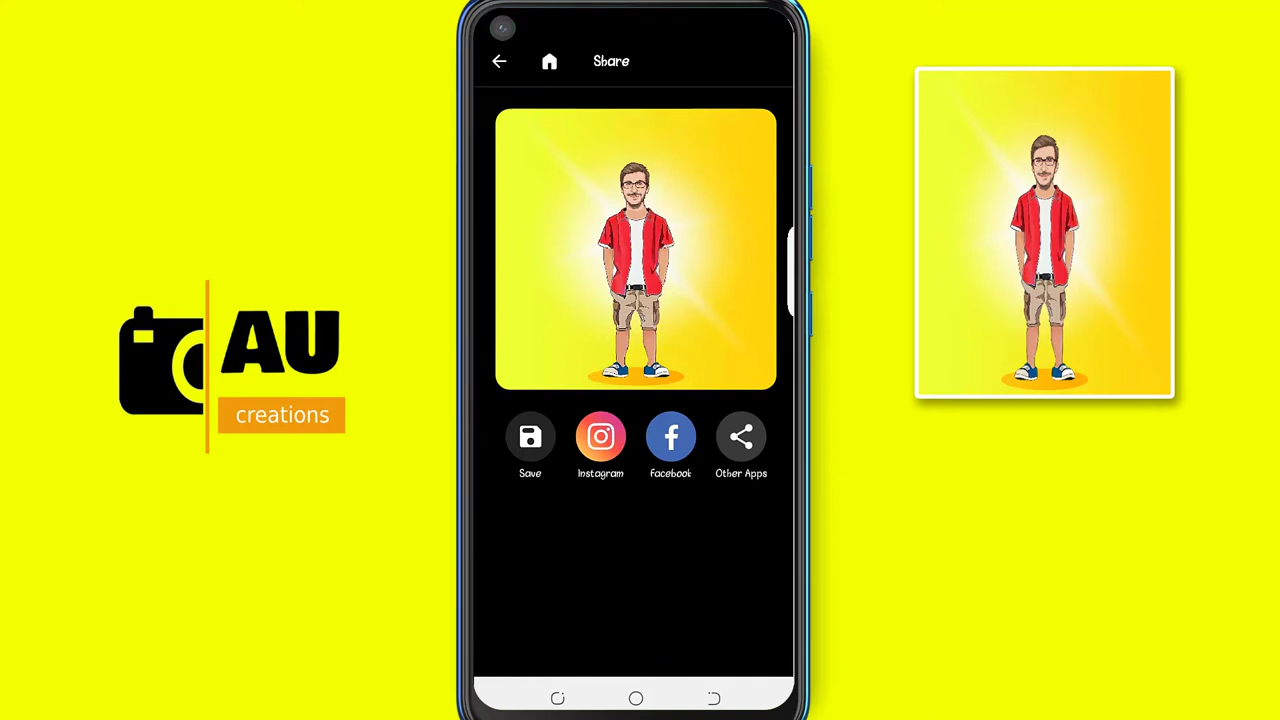 Share
AU
creations
Save
Instagram
Facebook
Other Apps